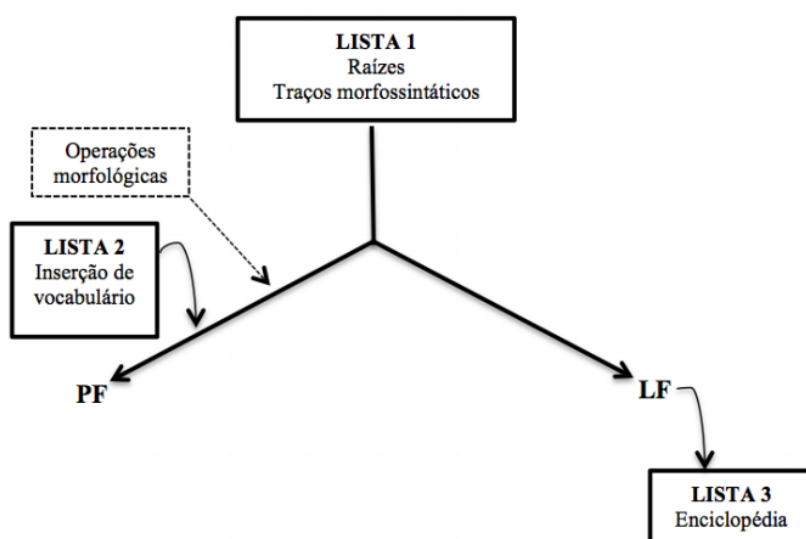 LISTA 1
Raízes
Traços morfossintáticos
Operações
morfológicas
LISTA 2
Inserção de
vocabulário
PF
LF
LISTA 3
Enciclopédia